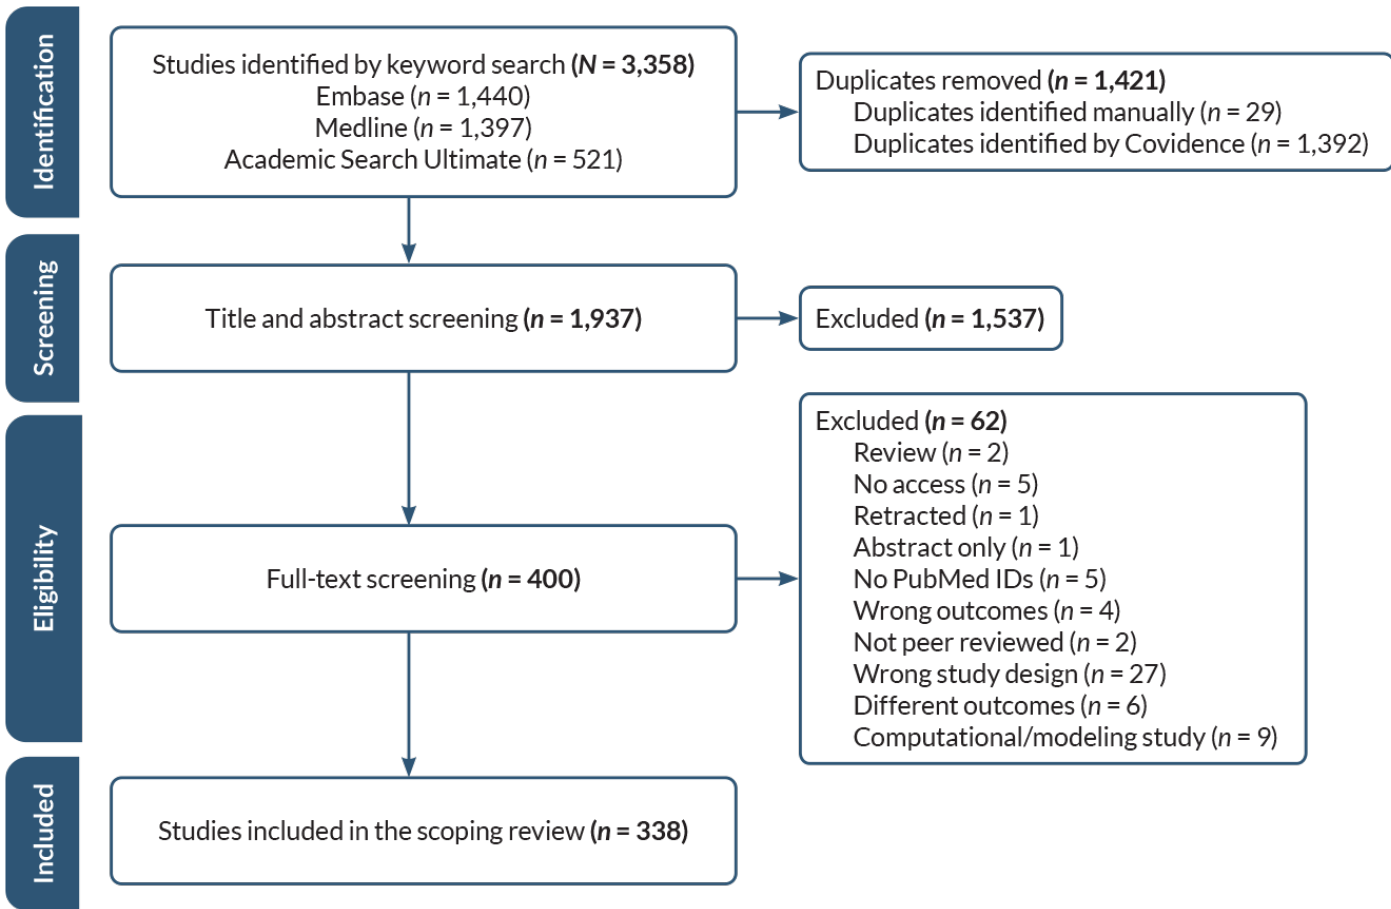 Identification
Studies identified by keyword search (N = 3,358)
Embase (n = 1,440)
Medline (n = 1,397)
Academic Search Ultimate (n = 521)
Duplicates removed (n = 1,421)
Duplicates identified manually (n = 29)
Duplicates identified by Covidence (n = 1,392)
Screening
Title and abstract screening (n = 1,937)
Excluded (n = 1,537)
Eligibility
Full-text screening (n = 400)
Excluded (n = 62)
Review (n = 2)
No access (n = 5)
Retracted (n = 1)
Abstract only (n = 1)
No PubMed IDs (n = 5)
Wrong outcomes (n = 4)
Not peer reviewed (n = 2)
Wrong study design (n = 27)
Different outcomes (n = 6)
Computational/modeling study (n = 9)
Included
Studies included in the scoping review (n = 338)